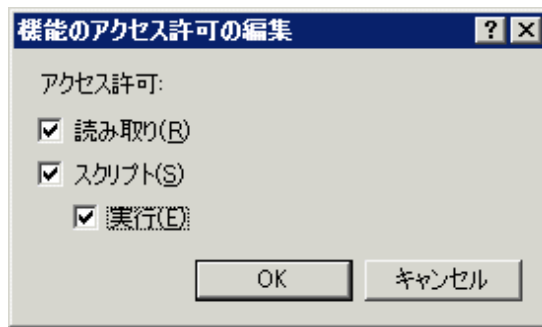 機能のアクセス許可の編集
アクセス許可:
読み取り(R)
スクリプト(S)
実行(E)
OK キャンセル